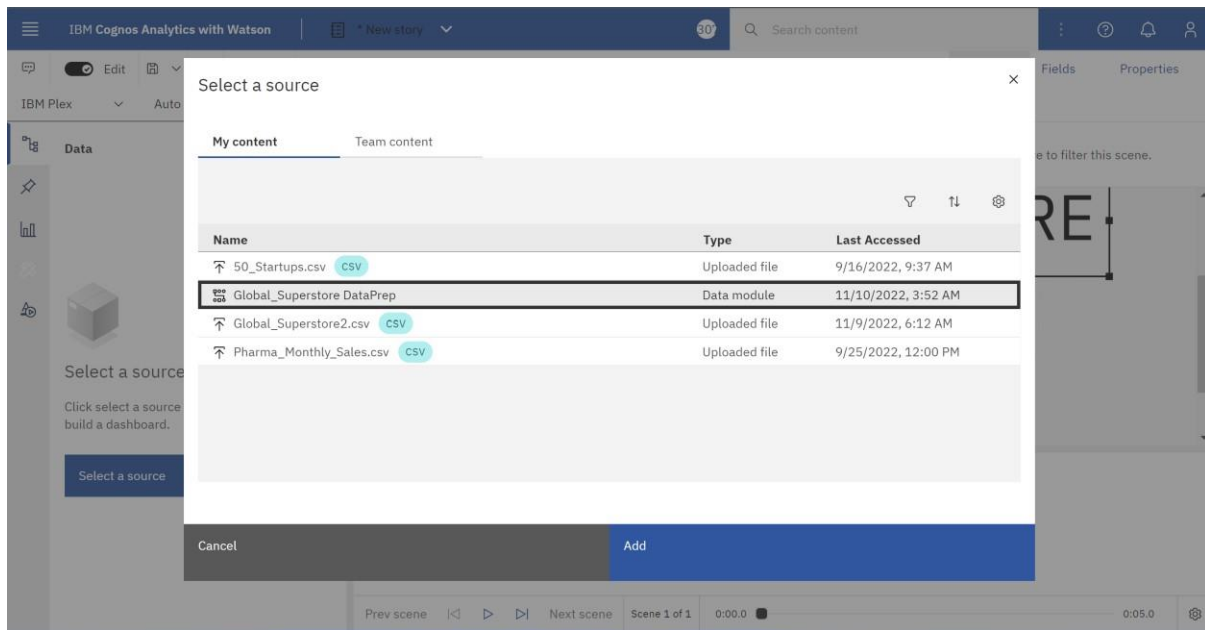 IBM Cognos Analytics with Watson
* New story
30?
Search content
Edit
Fields
Properties
IBM Plex
Auto
Select a source
My content
Team content
Data
e to filter this scene.
RE
Name Type Last Accessed
50_Startups.csv CSV Uploaded file 9/16/2022, 9:37 AM
Global_Superstore DataPrep Data module 11/10/2022, 3:52 AM
Global_Superstore2.csv CSV Uploaded file 11/9/2022, 6:12 AM
Pharma_Monthly_Sales.csv CSV Uploaded file 9/25/2022, 12:00 PM
Select a source
Click select a source
build a dashboard.
Select a source
Cancel
Add
Prev scene
Next scene
Scene 1 of 1
0:00.0
0:05.0